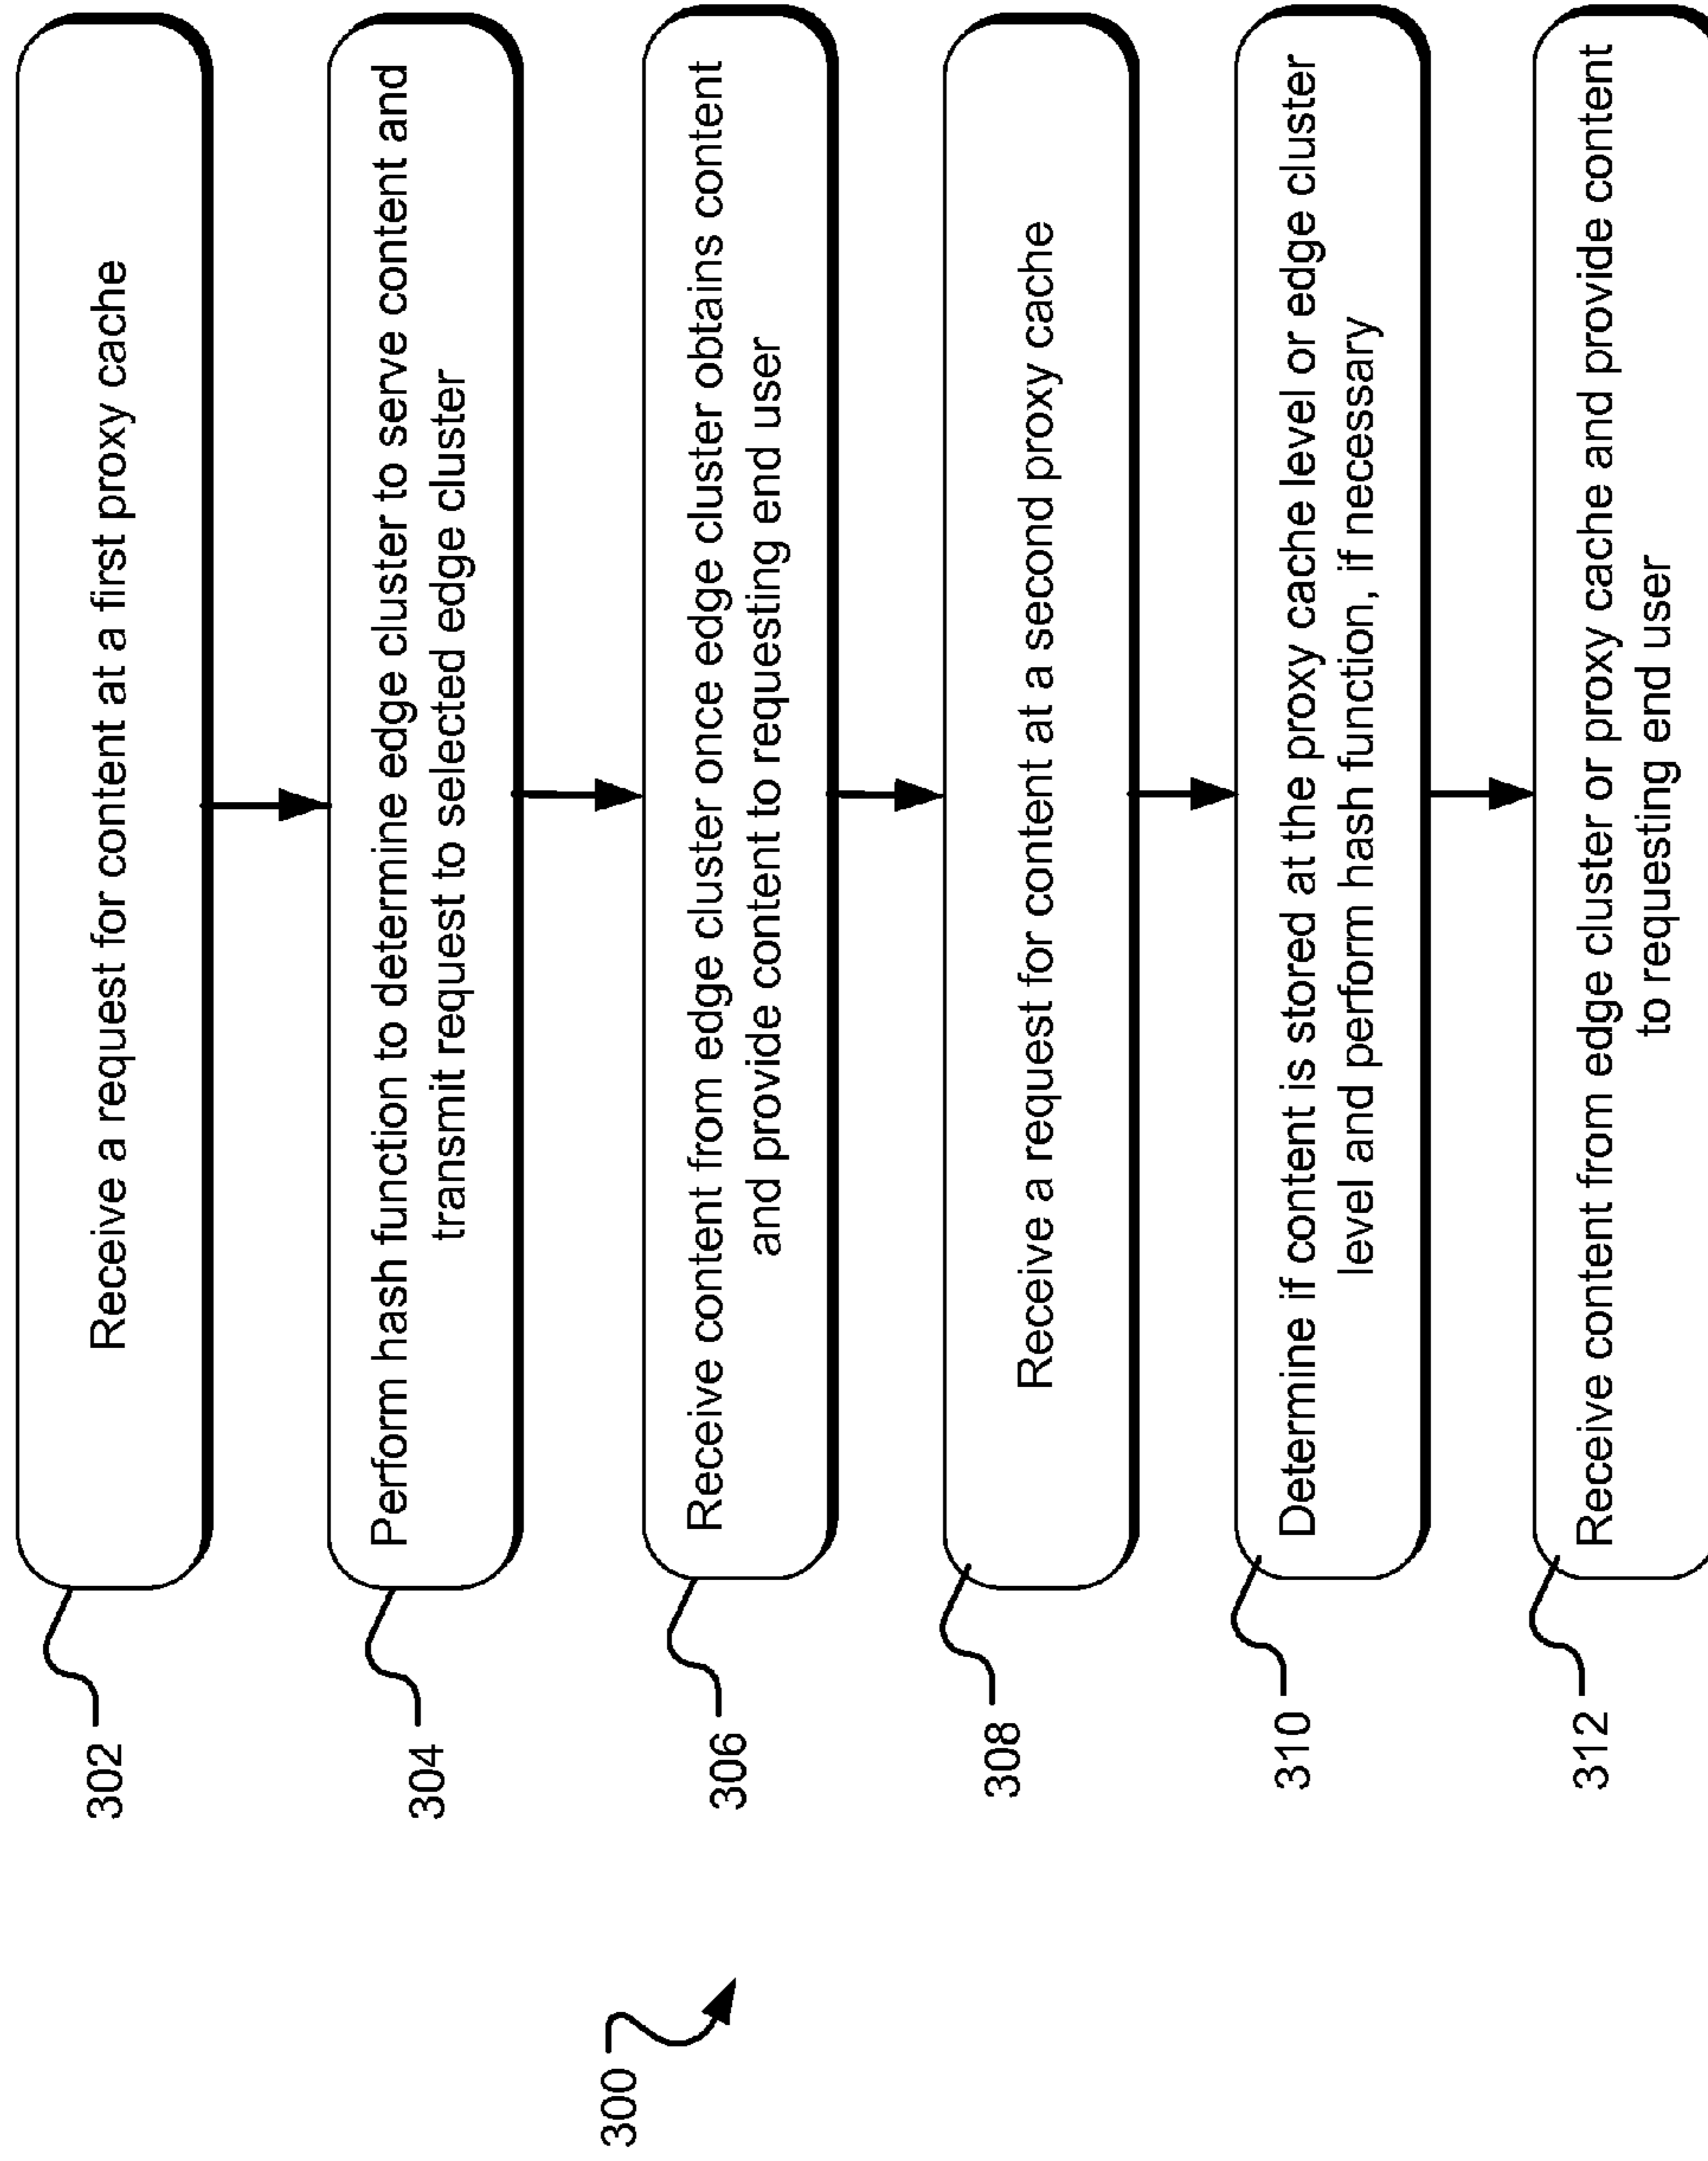 300
302
Receive a request for content at a first proxy cache
304
Perform hash function to determine edge cluster to serve content and
transmit request to selected edge cluster
306
Receive content from edge cluster once edge cluster obtains content
and provide content to requesting end user
308
Receive a request for content at a second proxy cache
310
Determine if content is stored at the proxy cache level or edge cluster
level and perform hash function, if necessary
312
Receive content from edge cluster or proxy cache and provide content
to requesting end user